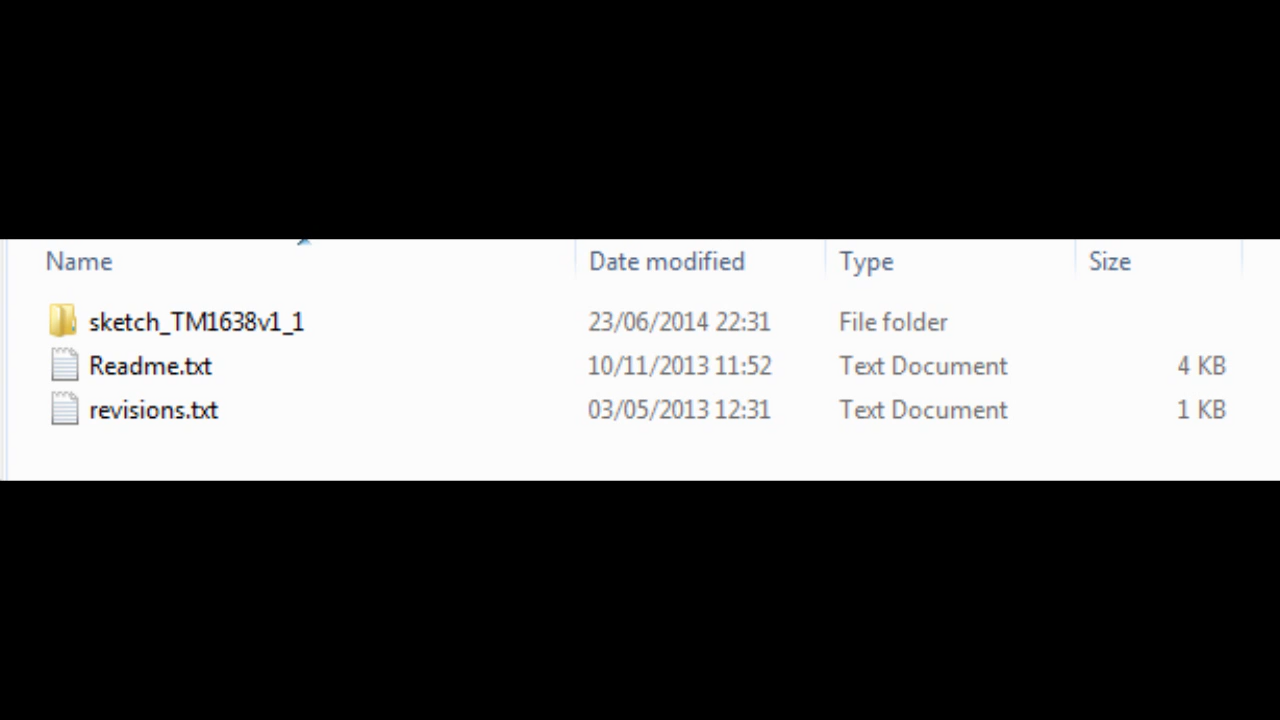 Name Date modified Type Size
sketch_TM1638v1_1 23/06/2014 22:31 File folder
Readme.txt 10/11/2013 11:52 Text Document 4 KB
revisions.txt 03/05/2013 12:31 Text Document 1 KB